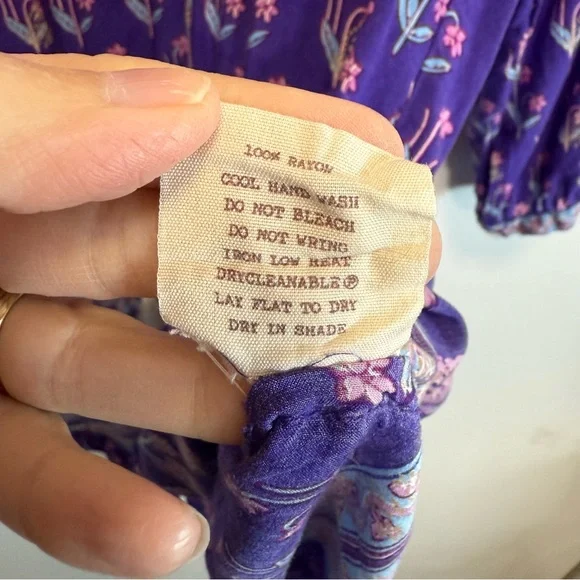 100% RAYON
COOL HAND WASH
DO NOT BLEACH
DO NOT WRING
IRON LOW HEAT
DRYCLEANABLE Ⓟ
LAY FLAT TO DRY
DRY IN SHADE